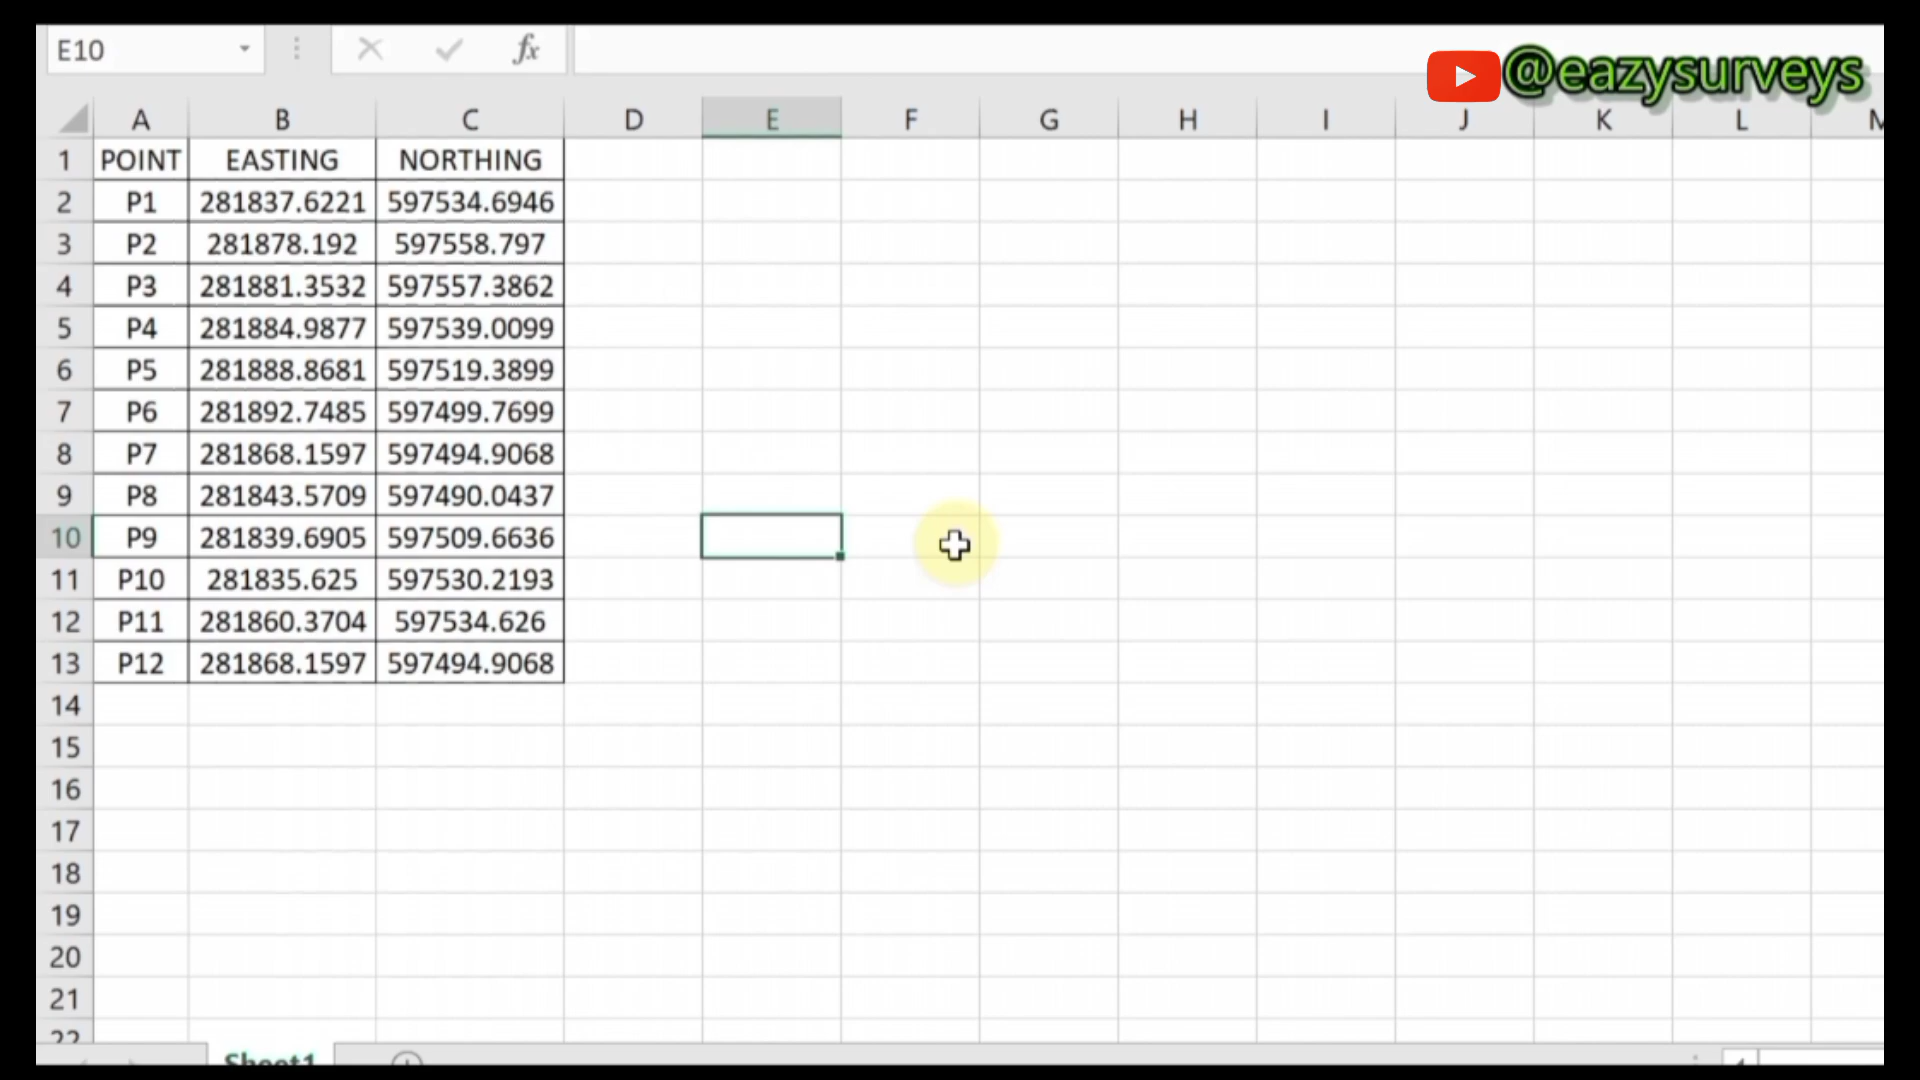 E10 fx
@eazysurveys
A B C D E F G H I J K L M
1 POINT EASTING NORTHING
2 P1 281837.6221 597534.6946
3 P2 281878.192 597558.797
4 P3 281881.3532 597557.3862
5 P4 281884.9877 597539.0099
6 P5 281888.8681 597519.3899
7 P6 281892.7485 597499.7699
8 P7 281868.1597 597494.9068
9 P8 281843.5709 597490.0437
10 P9 281839.6905 597509.6636
11 P10 281835.625 597530.2193
12 P11 281860.3704 597534.626
13 P12 281868.1597 597494.9068
14
15
16
17
18
19
20
21
22
Sheet1